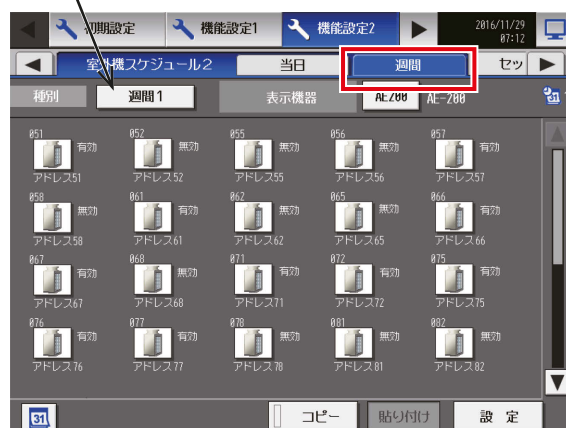 初期設定 機能設定1 機能設定2 2016/11/29
07:12
室外機スケジュール2 当日 週間 セッ
種別 週間1 表示機器 AE200 AE-200
051 052 055 056 057
有効 無効 無効 無効 有効
アドレス51 アドレス52 アドレス55 アドレス56 アドレス57
058 061 062 065 066
無効 有効 有効 無効 有効
アドレス58 アドレス61 アドレス62 アドレス65 アドレス66
067 068 071 072 075
有効 無効 有効 有効 有効
アドレス67 アドレス68 アドレス71 アドレス72 アドレス75
076 077 078 081 082
有効 有効 無効 無効 無効
アドレス76 アドレス77 アドレス78 アドレス81 アドレス82
31 コピー 貼り付け 設 定